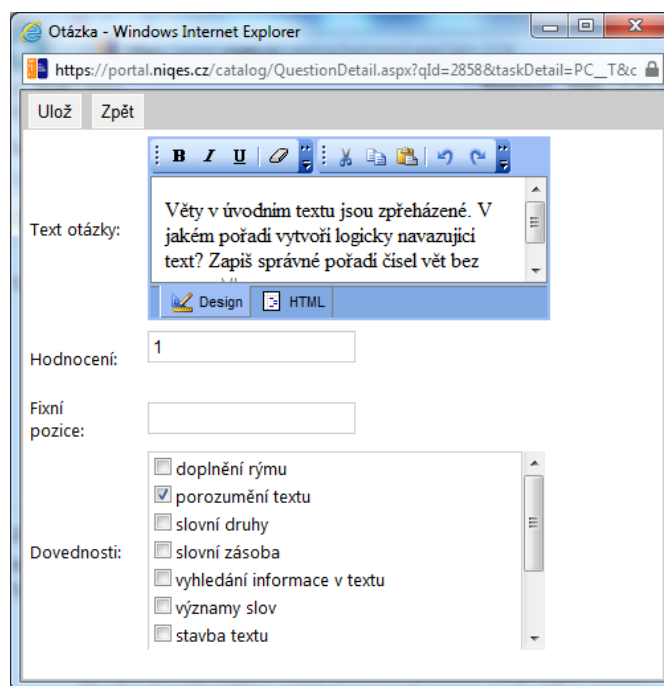 Otázka - Windows Internet Explorer
https://portal.niqes.cz/catalog/QuestionDetail.aspx?qId=2858&taskDetail=PC__T&c
Ulož Zpět
B I U
Text otázky:
Věty v úvodním textu jsou zpřeházené. V
jakém pořadí vytvoří logicky navazující
text? Zapiš správné pořadí čísel vět bez
Design HTML
Hodnocení:
1
Fixní
pozice:
Dovednosti:
doplnění rýmu
porozumění textu
slovní druhy
slovní zásoba
vyhledání informace v textu
významy slov
stavba textu